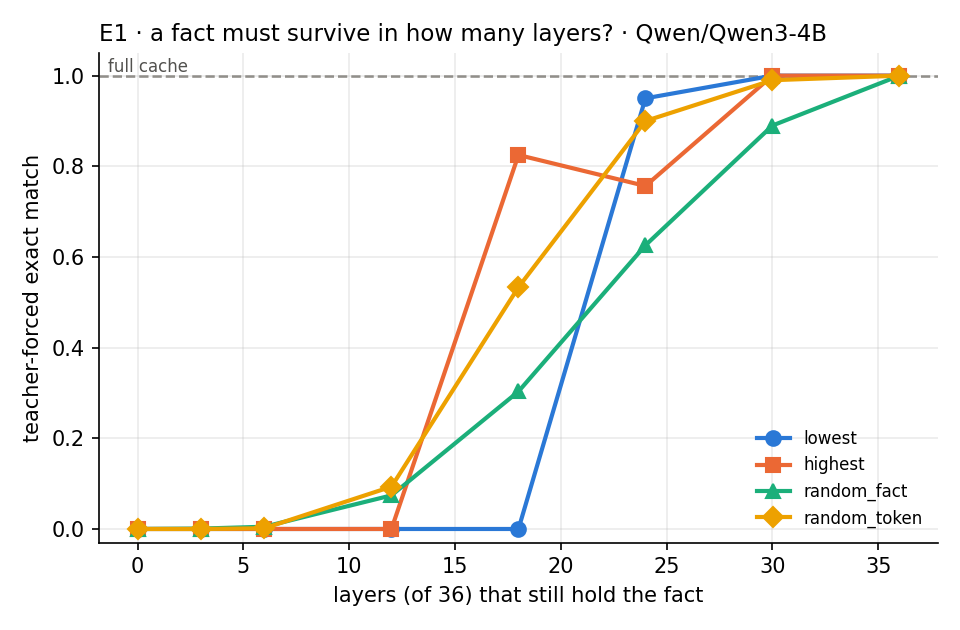 E1 · a fact must survive in how many layers? · Qwen/Qwen3-4B
full cache
1.0
0.8
0.6
0.4
0.2
0.0
teacher-forced exact match
lowest
highest
random_fact
random_token
0 5 10 15 20 25 30 35
layers (of 36) that still hold the fact